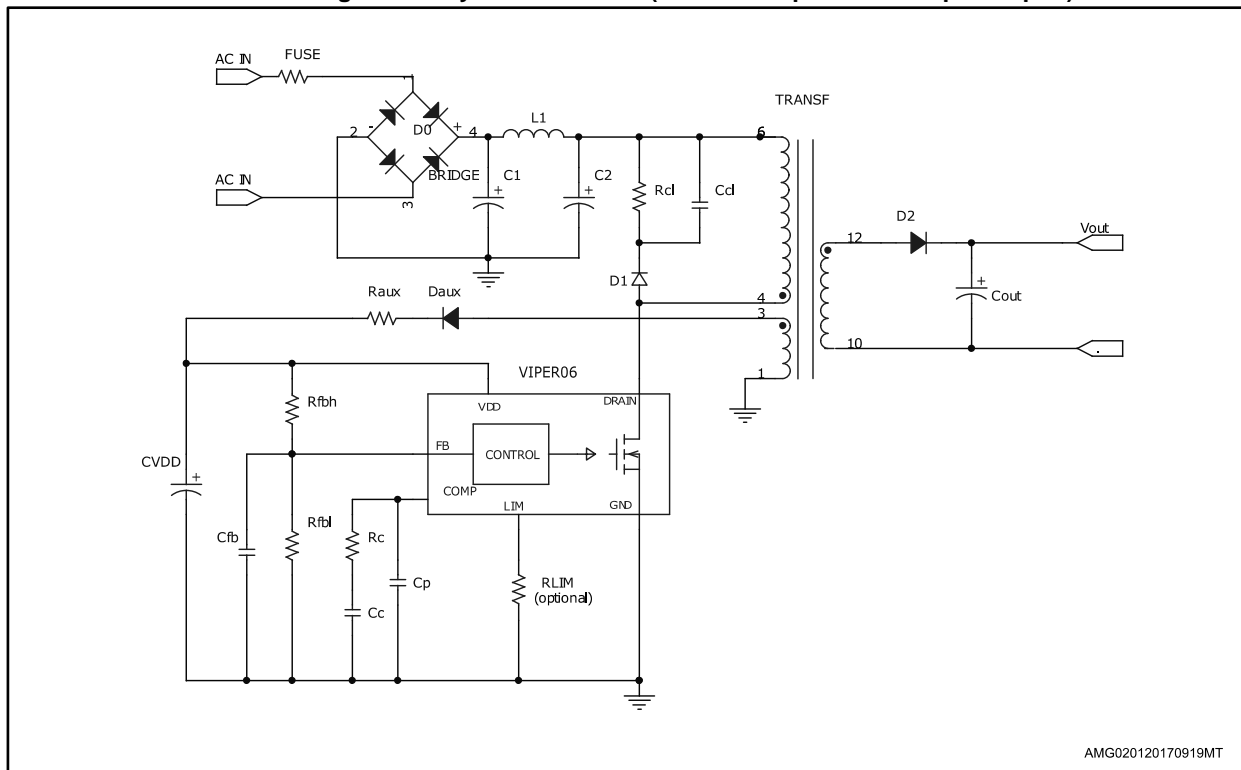 AC IN
FUSE
1
TRANSF
D0
2
-
+
4
L1
6
AC IN
BRIDGE
3
C1
+
C2
+
Rcl
Ccl
D2
12
Vout
D1
+
Cout
Raux
Daux
4
3
10
.
VIPER06
1
Rfbh
VDD
DRAIN
FB
CONTROL
CVDD
+
COMP
LIM
GND
Cfb
Rfbl
Rc
Cp
RLIM
(optional)
Cc
AMG020120170919MT